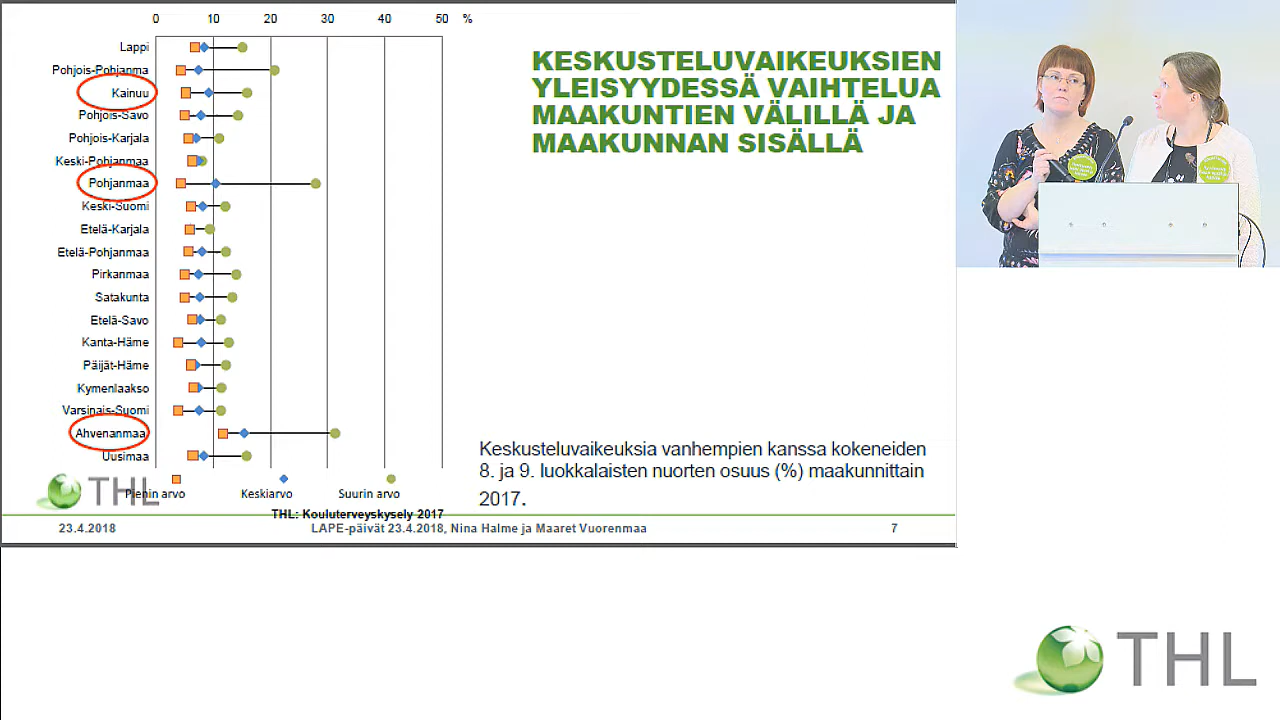 0 10 20 30 40 50 %
Lappi
Pohjois-Pohjanma
Kainuu
Pohjois-Savo
Pohjois-Karjala
Keski-Pohjanmaa
Pohjanmaa
Keski-Suomi
Etelä-Karjala
Etelä-Pohjanmaa
Pirkanmaa
Satakunta
Etelä-Savo
Kanta-Häme
Päijät-Häme
Kymenlaakso
Varsinais-Suomi
Ahvenanmaa
Uusimaa
Pienin arvo Keskiarvo Suurin arvo
THL
THL: Kouluterveyskysely 2017
KESKUSTELUVAIKEUKSIEN
YLEISYYDESSÄ VAIHTELUA
MAAKUNTIEN VÄLILLÄ JA
MAAKUNNAN SISÄLLÄ
Keskusteluvaikeuksia vanhempien kanssa kokeneiden
8. ja 9. luokkalaisten nuorten osuus (%) maakunnittain
2017.
23.4.2018 LAPE-päivät 23.4.2018, Nina Halme ja Maaret Vuorenmaa 7
THL